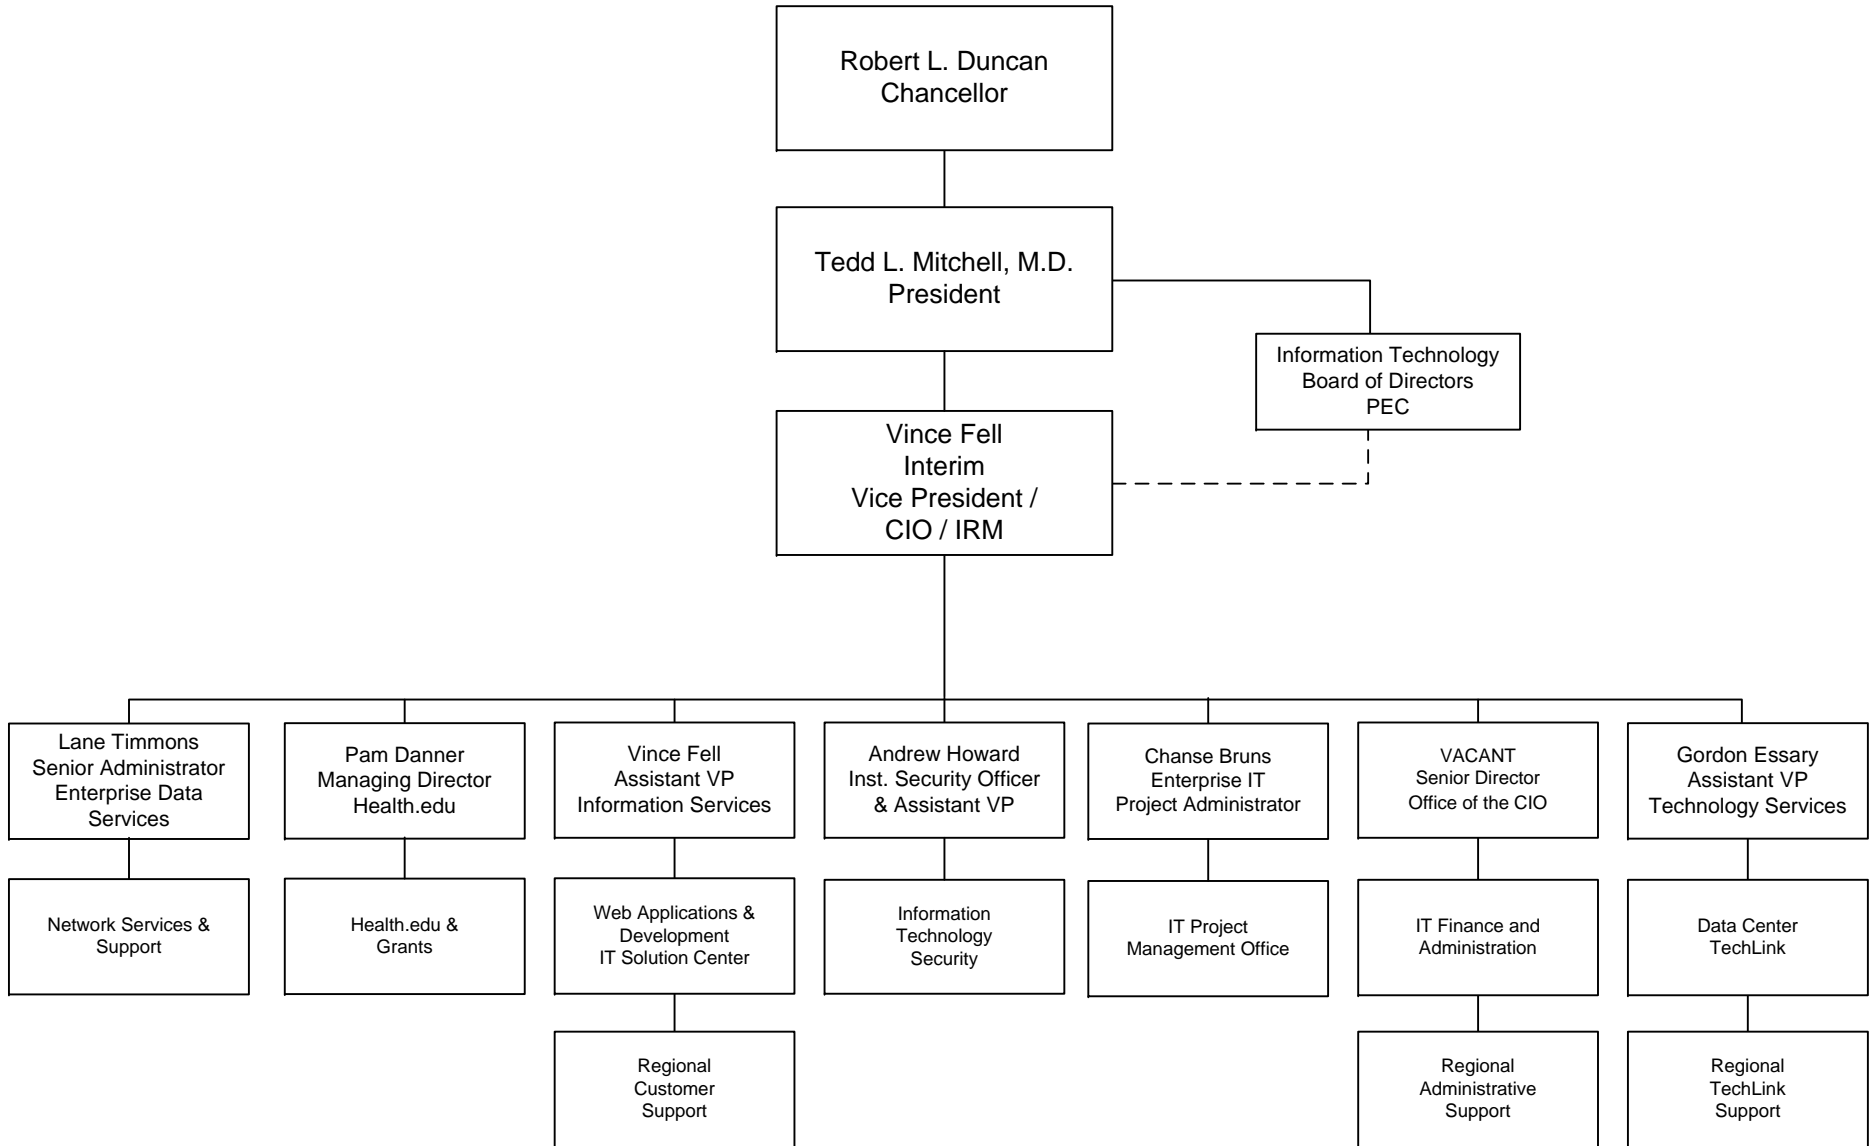 Robert L. Duncan
Chancellor
Tedd L. Mitchell, M.D.
President
Information Technology
Board of Directors
PEC
Vince Fell
Interim
Vice President /
CIO / IRM
Lane Timmons
Senior Administrator
Enterprise Data
Services
Pam Danner
Managing Director
Health.edu
Vince Fell
Assistant VP
Information Services
Andrew Howard
Inst. Security Officer
& Assistant VP
Chanse Bruns
Enterprise IT
Project Administrator
VACANT
Senior Director
Office of the CIO
Gordon Essary
Assistant VP
Technology Services
Network Services &
Support
Health.edu &
Grants
Web Applications &
Development
IT Solution Center
Information
Technology
Security
IT Project
Management Office
IT Finance and
Administration
Data Center
TechLink
Regional
Customer
Support
Regional
Administrative
Support
Regional
TechLink
Support